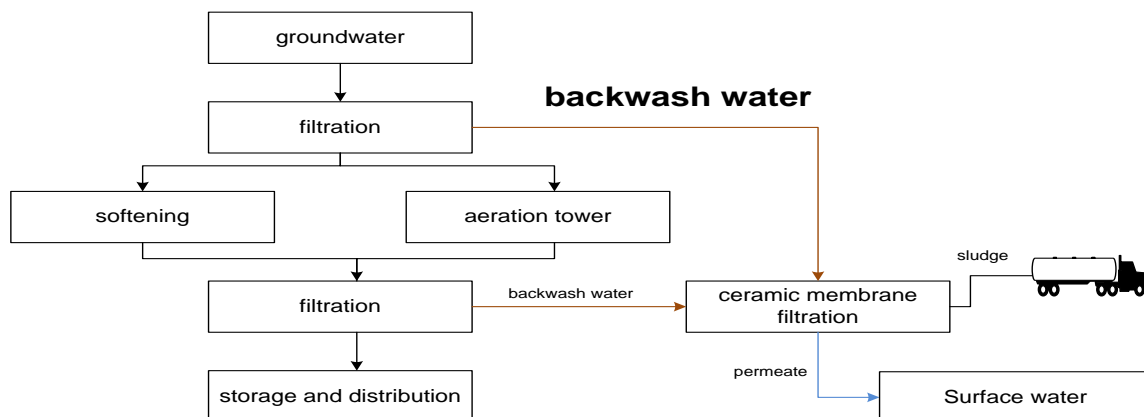 groundwater
backwash water
filtration
softening
aeration tower
sludge
filtration
backwash water
ceramic membrane
filtration
permeate
storage and distribution
Surface water